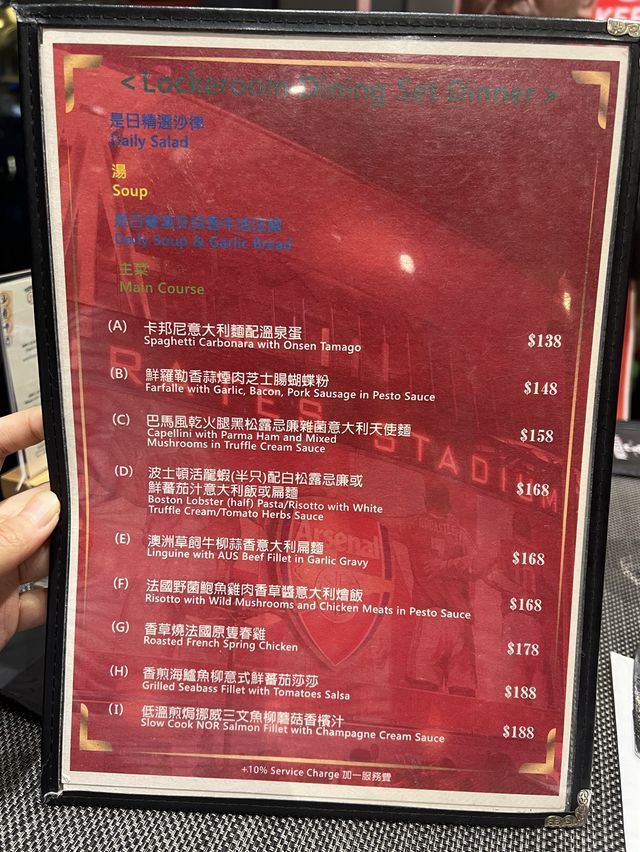 < Lockeroom Dining Set Dinner >
是日精選沙律
Daily Salad
湯
Soup
Daily Soup & Garlic Bread
主菜
Main Course
(A) 卡邦尼意大利麵配溫泉蛋 $138
Spaghetti Carbonara with Onsen Tamago
(B) 鮮羅勒香蒜煙肉芝士腸蝴蝶粉 $148
Farfalle with Garlic, Bacon, Pork Sausage in Pesto Sauce
(C) 巴馬風乾火腿黑松露忌廉雜菌意大利天使麵 $158
Capellini with Parma Ham and Mixed
Mushrooms in Truffle Cream Sauce
(D) 波士頓活龍蝦(半只)配白松露忌廉或 $168
鮮蕃茄汁意大利飯或扁麵
Boston Lobster (half) Pasta/Risotto with White
Truffle Cream/Tomato Herbs Sauce
(E) 澳洲草飼牛柳蒜香意大利扁麵 $168
Linguine with AUS Beef Fillet in Garlic Gravy
(F) 法國野菌鮑魚雞肉香草醬意大利燴飯 $168
Risotto with Wild Mushrooms and Chicken Meats in Pesto Sauce
(G) 香草燒法國原隻春雞 $178
Roasted French Spring Chicken
(H) 香煎海鱸魚柳意式鮮蕃茄莎莎 $188
Grilled Seabass Fillet with Tomatoes Salsa
(I) 低溫煎焗挪威三文魚柳蘑菇香檳汁 $188
Slow Cook NOR Salmon Fillet with Champagne Cream Sauce
+10% Service Charge 加一服務費
Arsenal
STADIUM